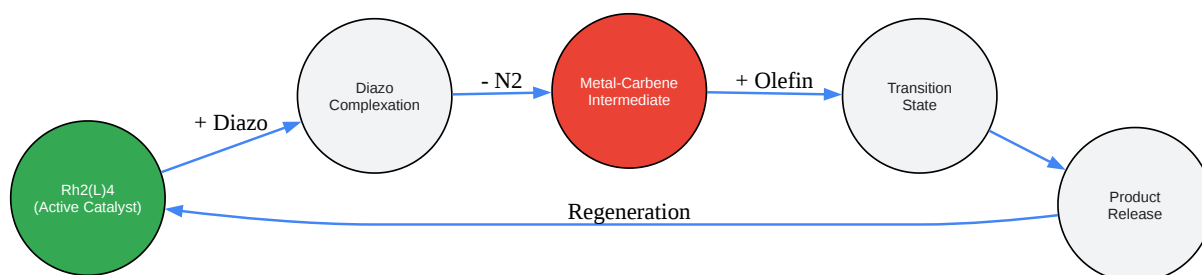 Rh2(L)4
(Active Catalyst)
+ Diazo
Diazo
Complexation
- N2
Metal-Carbene
Intermediate
+ Olefin
Transition
State
Product
Release
Regeneration